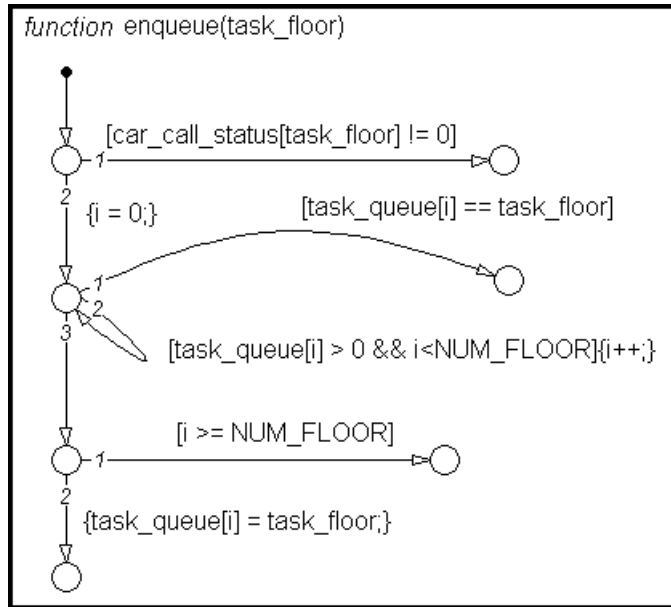 function enqueue(task_floor)
[car_call_status[task_floor] != 0]
1
2
{i = 0;}
[task_queue[i] == task_floor]
1
2
3
[task_queue[i] > 0 && i<NUM_FLOOR]{i++;}
[i >= NUM_FLOOR]
1
2
{task_queue[i] = task_floor;}